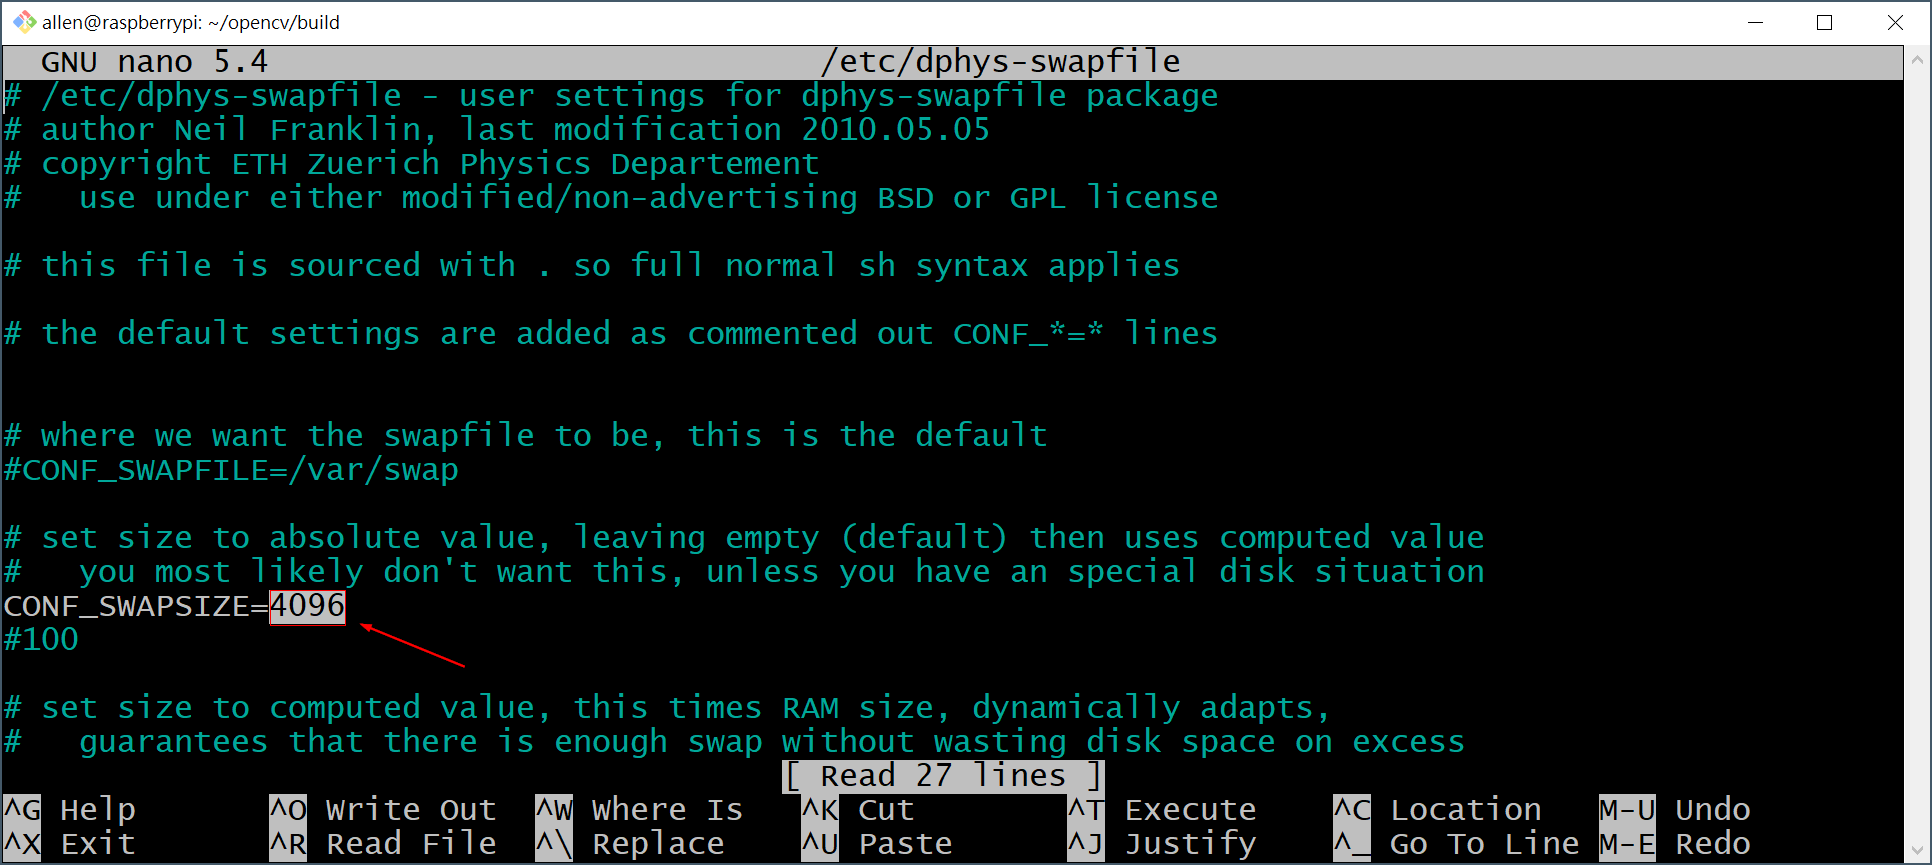 allen@raspberrypi: ~/opencv/build
GNU nano 5.4 /etc/dphys-swapfile
# /etc/dphys-swapfile - user settings for dphys-swapfile package
# author Neil Franklin, last modification 2010.05.05
# copyright ETH Zuerich Physics Departement
#   use under either modified/non-advertising BSD or GPL license
# this file is sourced with . so full normal sh syntax applies
# the default settings are added as commented out CONF_*=* lines
# where we want the swapfile to be, this is the default
#CONF_SWAPFILE=/var/swap
# set size to absolute value, leaving empty (default) then uses computed value
#   you most likely don't want this, unless you have an special disk situation
CONF_SWAPSIZE=4096
#100
# set size to computed value, this times RAM size, dynamically adapts,
#   guarantees that there is enough swap without wasting disk space on excess
[ Read 27 lines ]
^G Help ^O Write Out ^W Where Is ^K Cut ^T Execute ^C Location M-U Undo
^X Exit ^R Read File ^\ Replace ^U Paste ^J Justify ^_ Go To Line M-E Redo